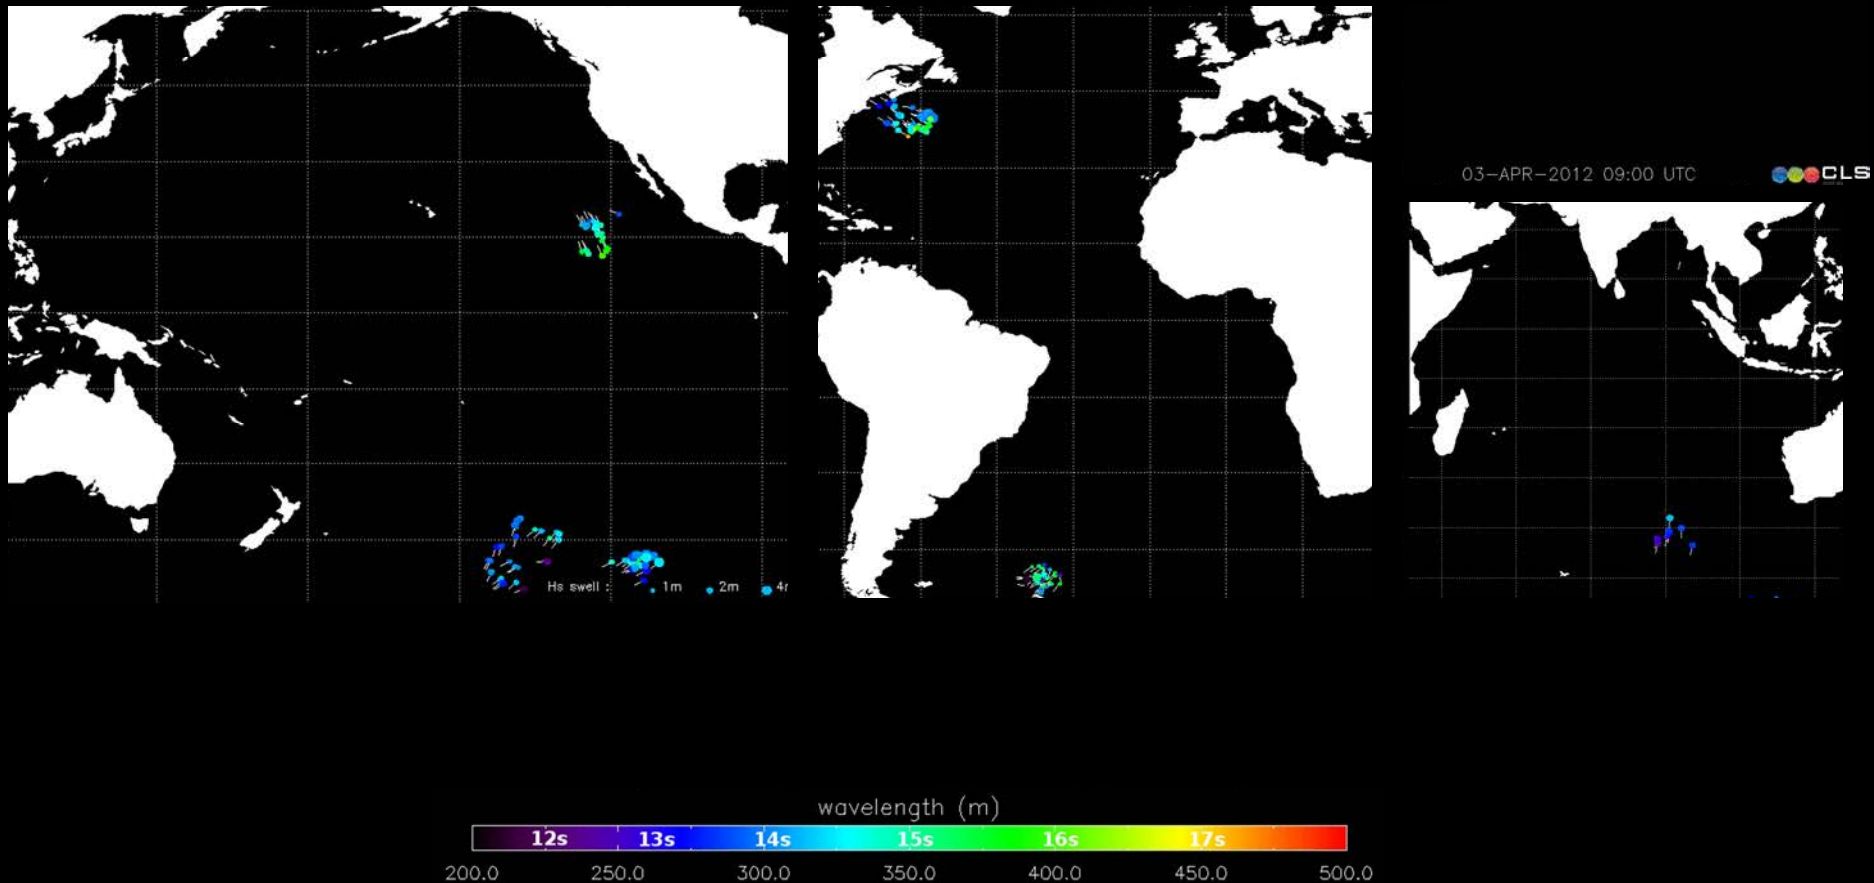 03-APR-2012 09:00 UTC
CLS
Hs swell : 1m 2m 4
wavelength (m)
12s 13s 14s 15s 16s 17s
200.0 250.0 300.0 350.0 400.0 450.0 500.0